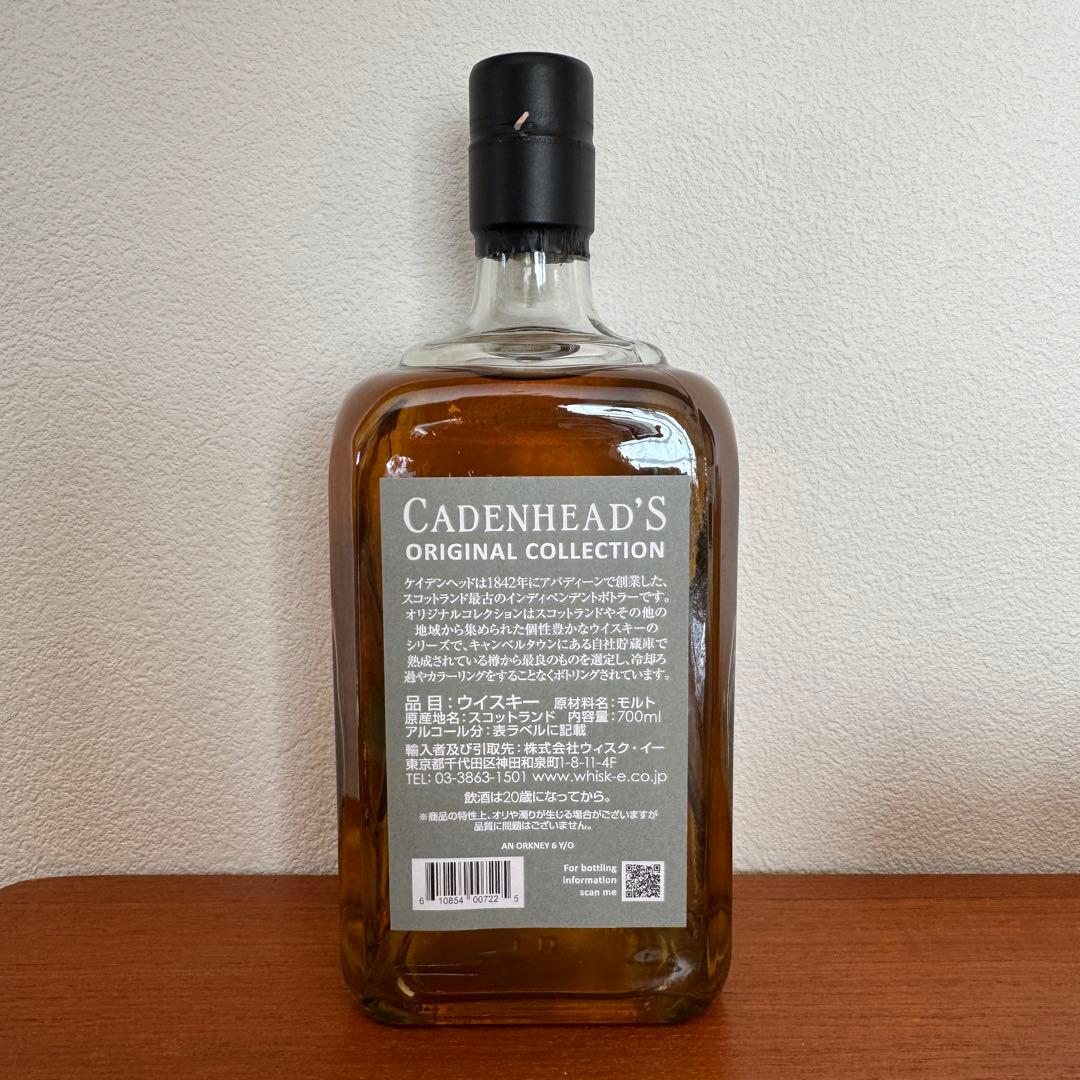 CADENHEAD'S
ORIGINAL COLLECTION
ケイデンヘッドは1842年にアバディーンで創業した、
スコットランド最古のインディペンデントボトラーです。
オリジナルコレクションはスコットランドやその他の
地域から集められた個性豊かなウイスキーの
シリーズで、キャンベルタウンにある自社貯蔵庫で
熟成されている樽から最良のものを選定し、冷却ろ
過やカラーリングをすることなくボトリングされています。
品目：ウイスキー 原材料名：モルト
原産地名：スコットランド 内容量：700ml
アルコール分：表ラベルに記載
輸入者及び引取先：株式会社ウィスク・イー
東京都千代田区神田和泉町1-8-11-4F
TEL: 03-3863-1501 www.whisk-e.co.jp
飲酒は20歳になってから。
※商品の特性上、オリや濁りが生じる場合がございますが
品質に問題はございません。
AN ORKNEY 6 Y/O
For bottling
information
scan me
6 10854 00722 5